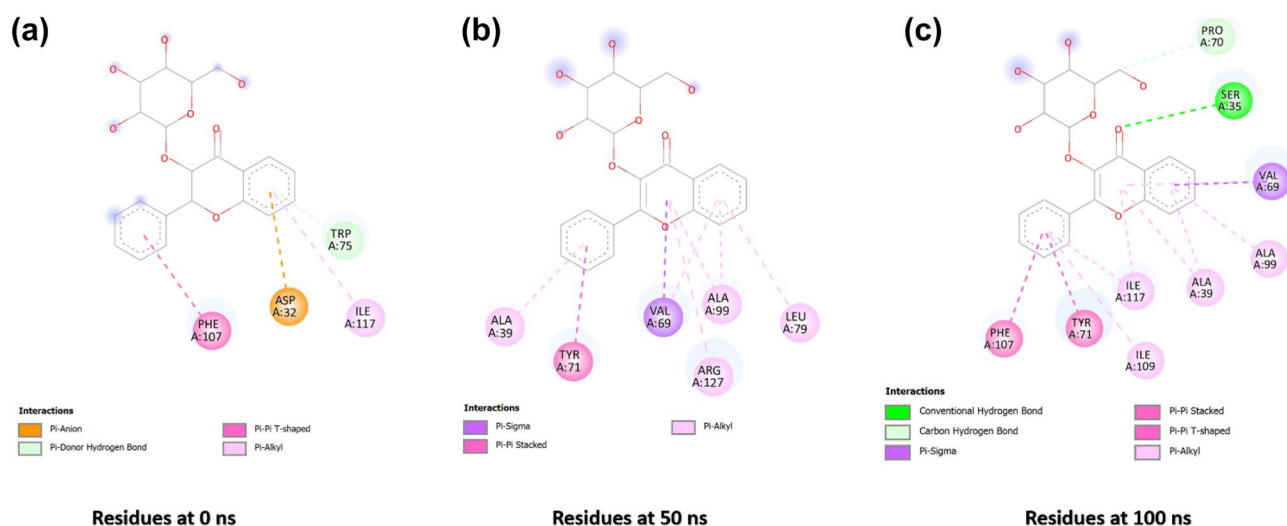 (a)
O
O
O
O
O
O
O
O
TRP
A:75
ASP
A:32
ILE
A:117
PHE
A:107
Interactions
Pi-Anion
Pi-Donor Hydrogen Bond
Pi-Pi T-shaped
Pi-Alkyl
Residues at 0 ns
(b)
O
O
O
O
O
O
O
O
ALA
A:39
TYR
A:71
VAL
A:69
ALA
A:99
ARG
A:127
LEU
A:79
Interactions
Pi-Sigma
Pi-Pi Stacked
Pi-Alkyl
Residues at 50 ns
(c)
O
O
O
O
O
O
O
O
PRO
A:70
SER
A:35
VAL
A:69
ALA
A:99
ALA
A:39
ILE
A:117
TYR
A:71
PHE
A:107
ILE
A:109
Interactions
Conventional Hydrogen Bond
Carbon Hydrogen Bond
Pi-Sigma
Pi-Pi Stacked
Pi-Pi T-shaped
Pi-Alkyl
Residues at 100 ns